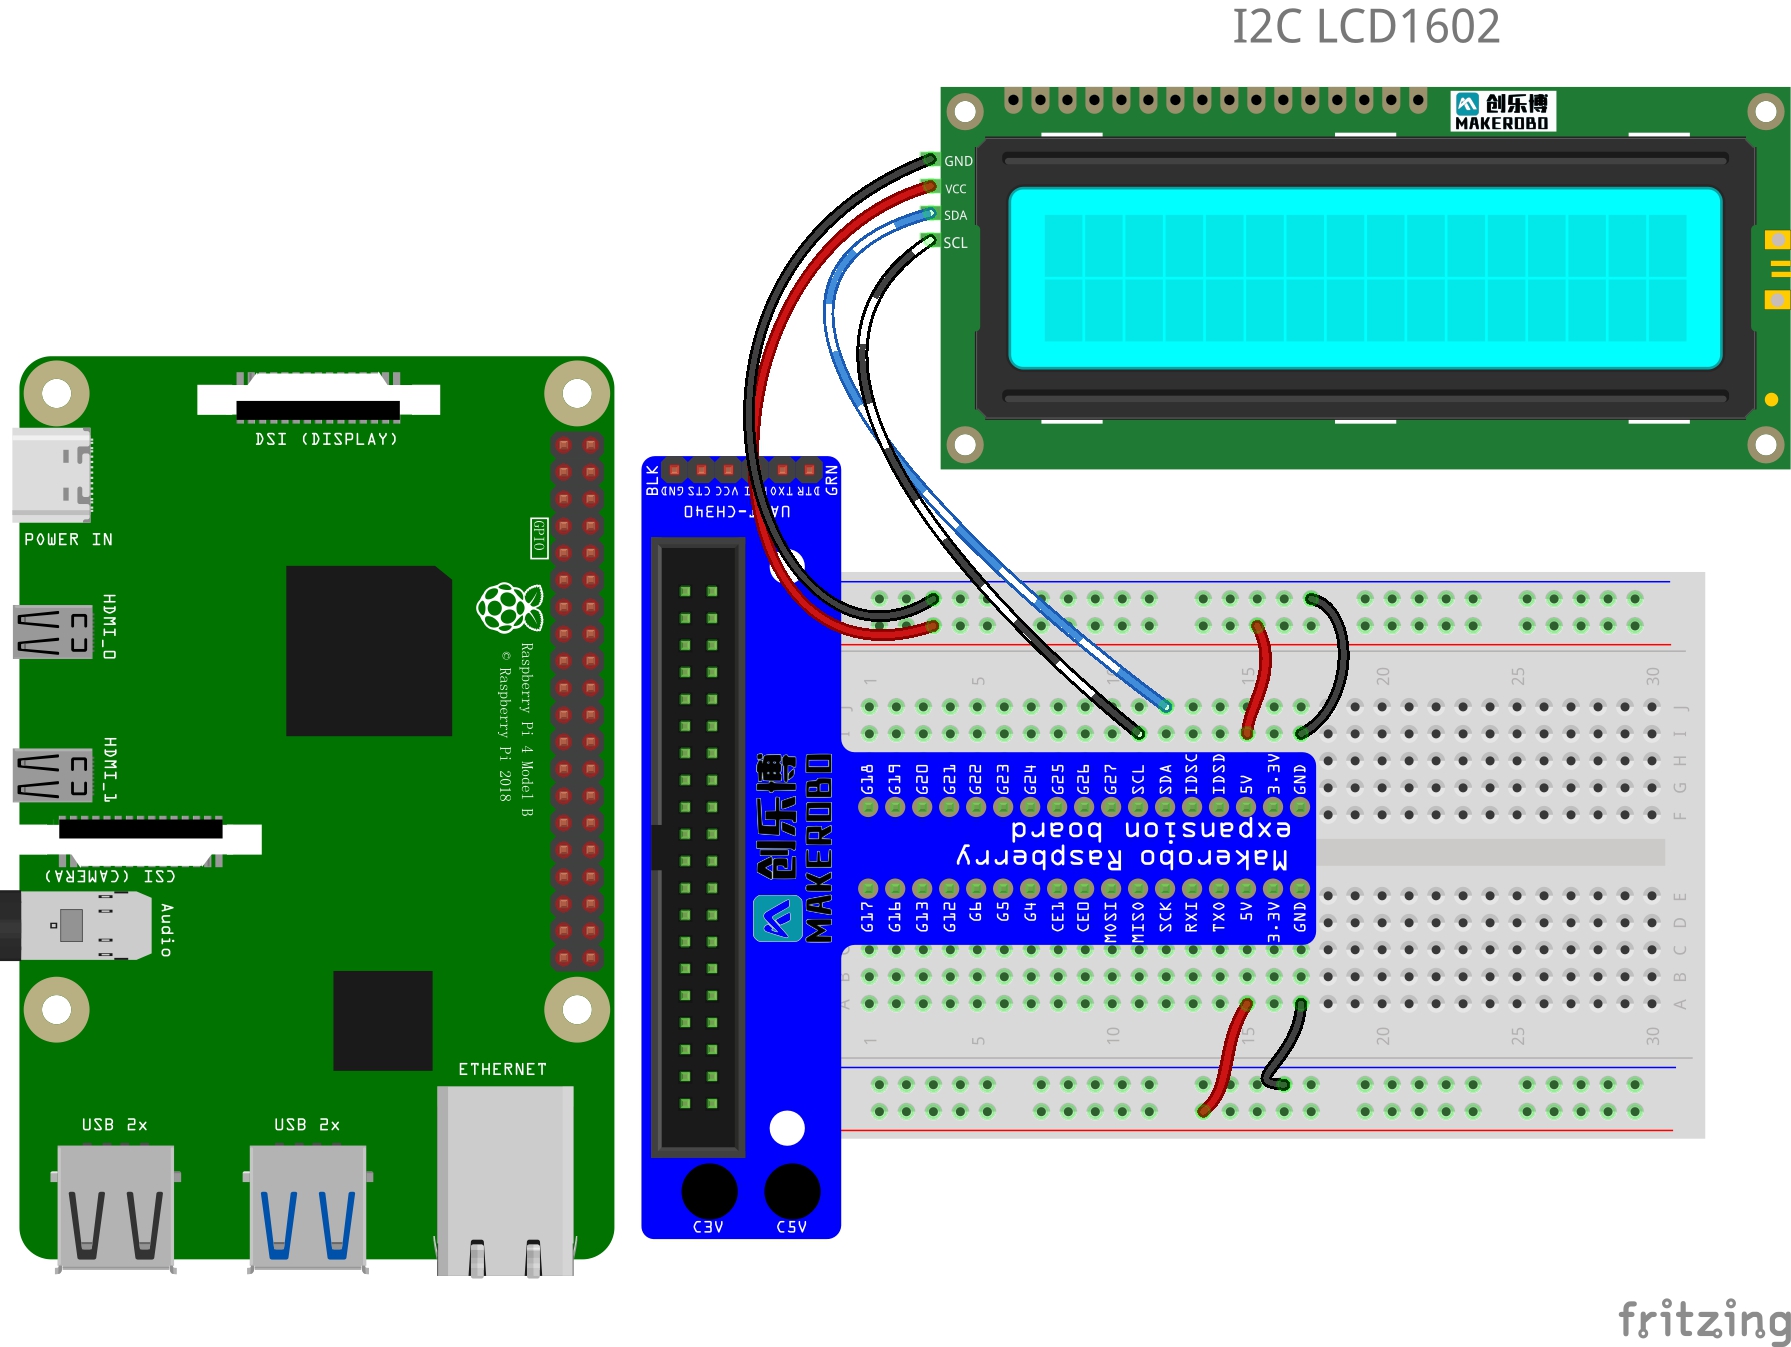 I2C LCD1602
创乐博
MAKEROBO
GND
VCC
SDA
SCL
DSI (DISPLAY)
POWER IN
HDMI_0
HDMI_1
GPIO
Raspberry Pi 4 Model B
© Raspberry Pi 2018
CSI (CAMERA)
Audio
ETHERNET
USB 2x
USB 2x
BLK
GRN
GND CTS VCC TXO DTR
UART-CH340
1 5 10 15 20 25 30
J
I
H
G
F
G18 G19 G20 G21 G22 G23 G24 G25 G26 G27 SCL SDA IDSC IDSD 5V 3.3V GND
创乐博
MAKEROBO
Makerobo Raspberry
expansion board
G17 G16 G13 G12 G6 G5 G4 CE1 CE0 MOSI MISO SCK RXI TXO 5V 3.3V GND
E
D
C
B
A
1 5 10 15 20 25 30
C3V C5V
fritzing